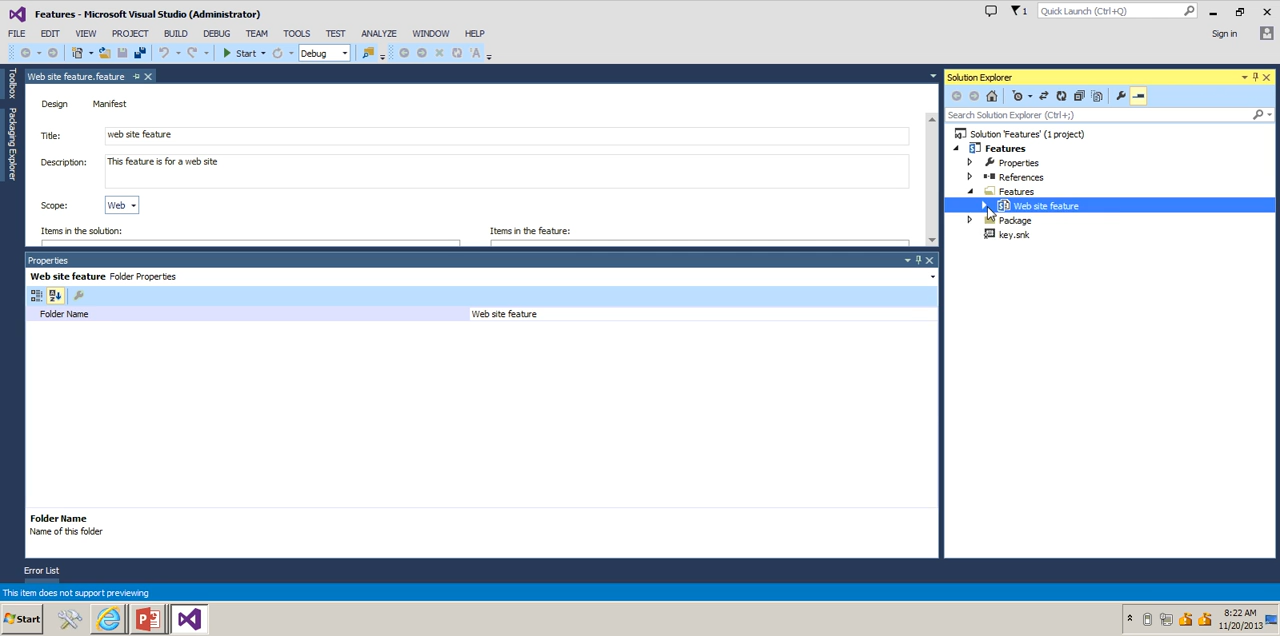 Features - Microsoft Visual Studio (Administrator)
1
Quick Launch (Ctrl+Q)
FILE EDIT VIEW PROJECT BUILD DEBUG TEAM TOOLS TEST ANALYZE WINDOW HELP
Sign in
Start
Debug
Toolbox
Packaging Explorer
Web site feature.feature
Design
Manifest
Title:
web site feature
Description:
This feature is for a web site
Scope:
Web
Items in the solution:
Items in the feature:
Properties
Web site feature Folder Properties
Folder Name
Web site feature
Folder Name
Name of this folder
Solution Explorer
Search Solution Explorer (Ctrl+;)
Solution 'Features' (1 project)
Features
Properties
References
Features
Web site feature
Package
key.snk
Error List
This item does not support previewing
Start
8:22 AM
11/20/2013